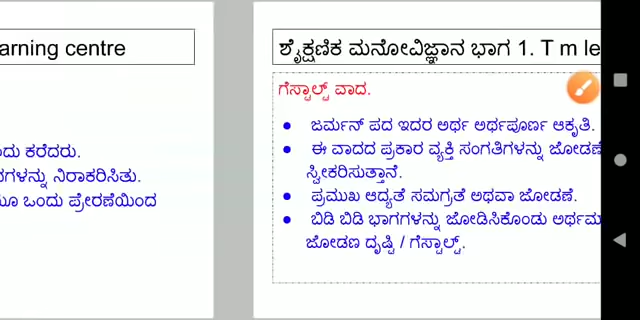 arning centre
ದು ಕರೆದರು.
ಗಳನ್ನು ನಿರಾಕರಿಸಿತು.
ಒಂದು ಪ್ರೇರಣೆಯಿಂದ
ಶೈಕ್ಷಣಿಕ ಮನೋವಿಜ್ಞಾನ ಭಾಗ 1. T m le
ಗೆಸ್ಟಾಲ್ಟ್ ವಾದ.
● ಜರ್ಮನ್ ಪದ ಇದರ ಅರ್ಥ ಅರ್ಥಪೂರ್ಣ ಆಕೃತಿ.
● ಈ ವಾದದ ಪ್ರಕಾರ ವ್ಯಕ್ತಿ ಸಂಗತಿಗಳನ್ನು ಜೋಡಣೆ
ಸ್ವೀಕರಿಸುತ್ತಾನೆ.
● ಪ್ರಮುಖ ಆದ್ಯತೆ ಸಮಗ್ರತೆ ಅಥವಾ ಜೋಡಣೆ.
● ಬಿಡಿ ಬಿಡಿ ಭಾಗಗಳನ್ನು ಜೋಡಿಸಿಕೊಂಡು ಅರ್ಥಮ
ಜೋಡಣ ದೃಷ್ಟಿ / ಗೆಸ್ಟಾಲ್ಟ್.